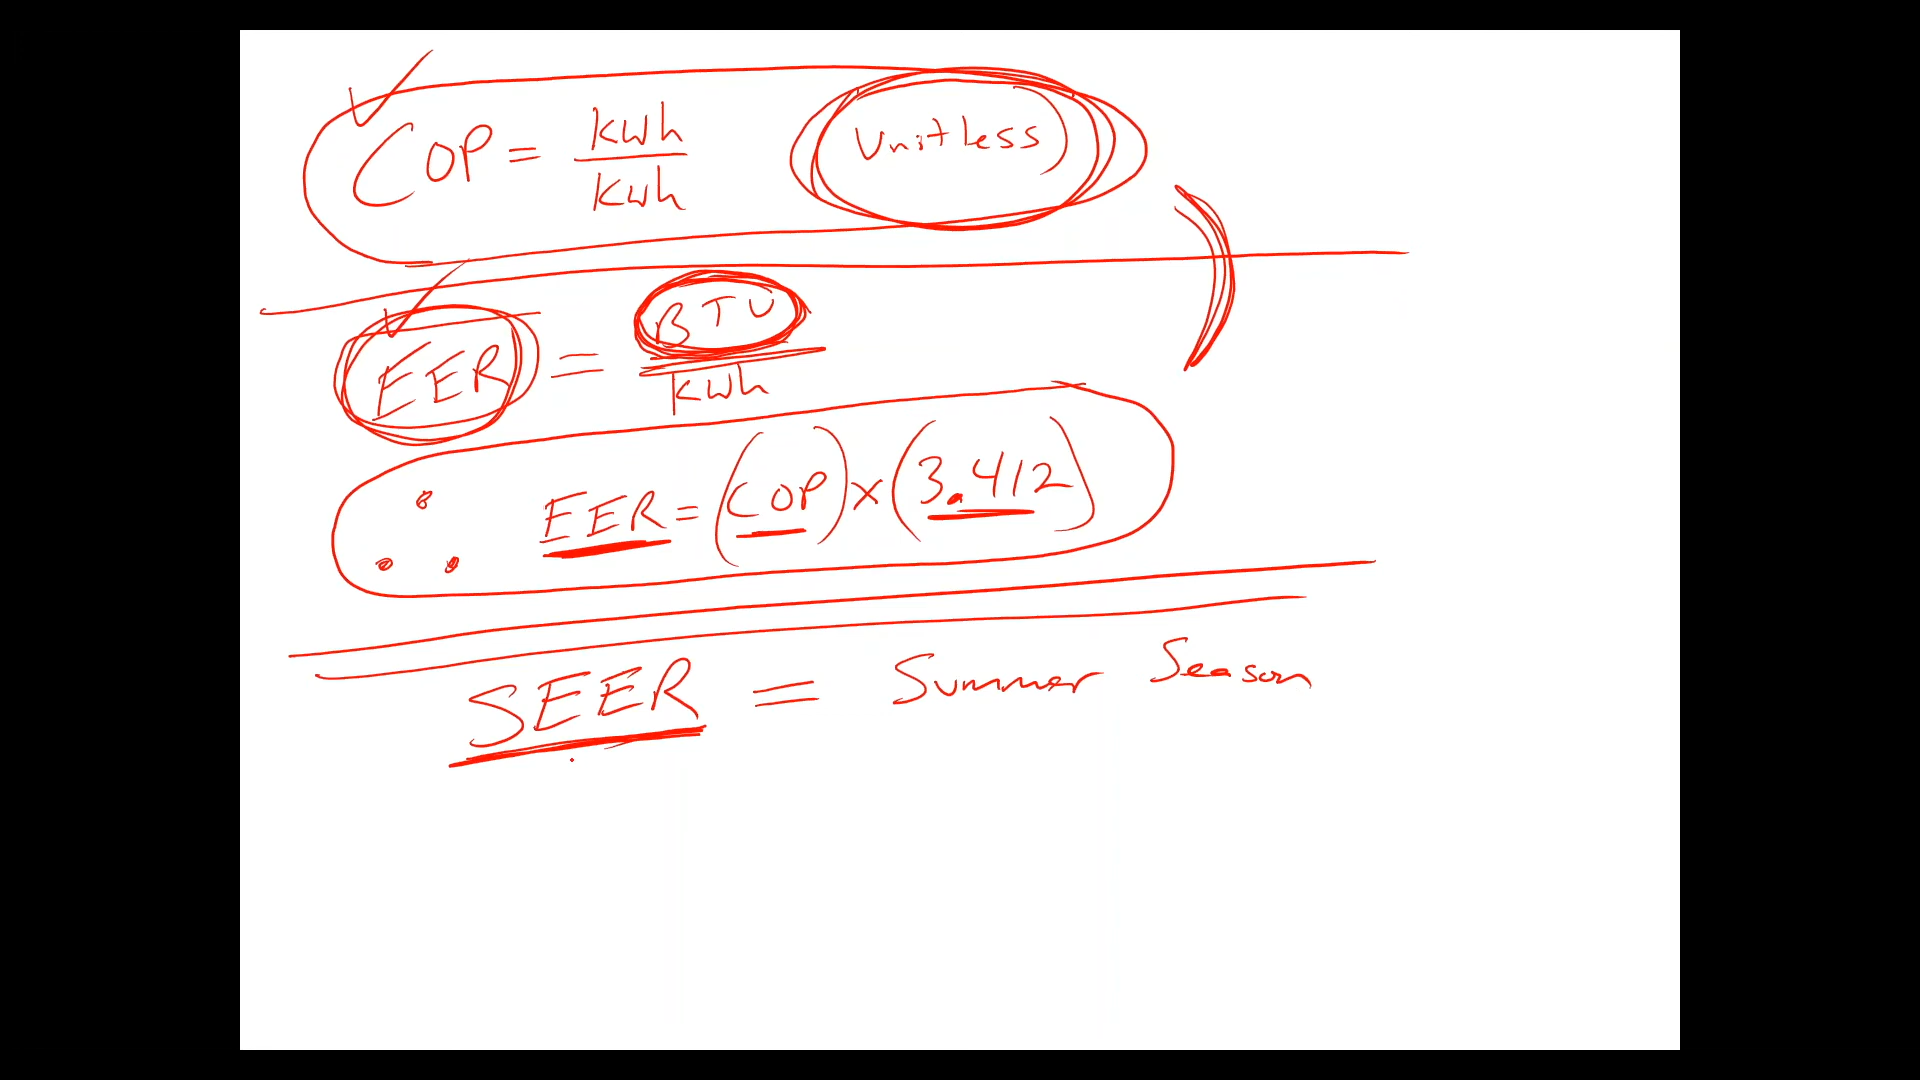 COP = kwh / kwh Unitless
EER = BTU / kwh
∴ EER = (COP) × (3.412)
SEER = Summer Season